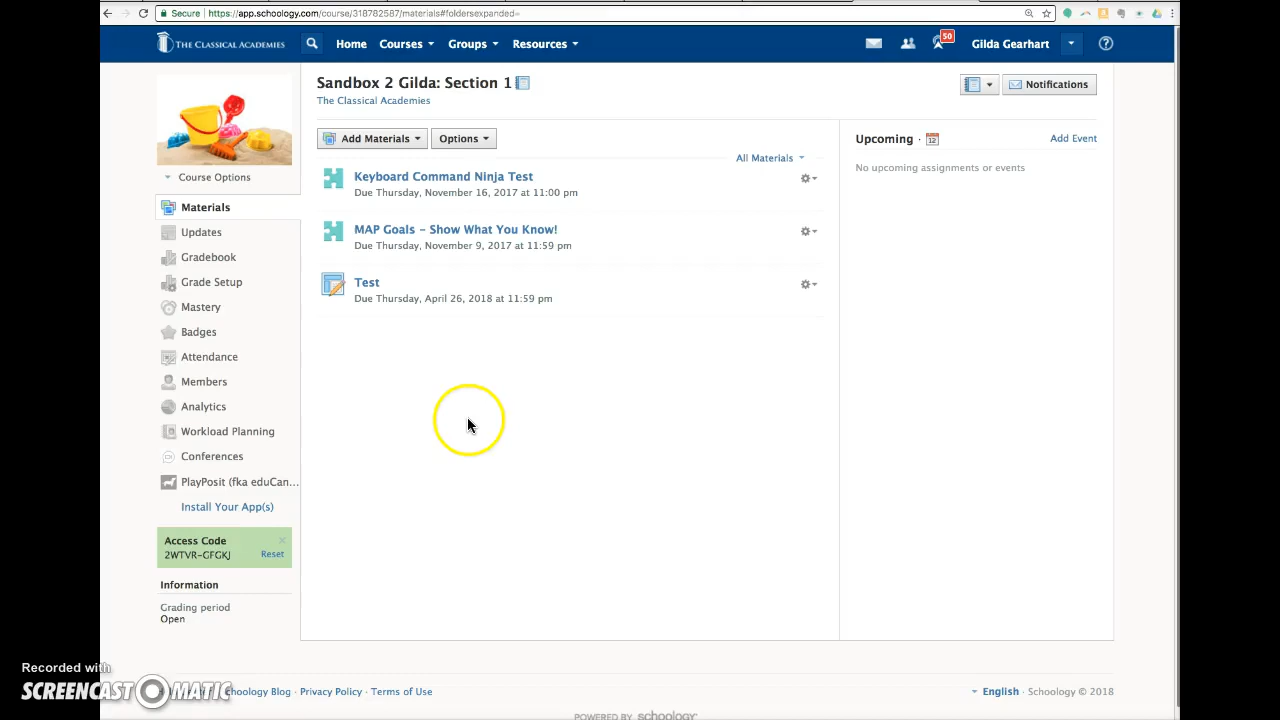 Secure https://app.schoology.com/course/318782587/materials#foldersexpanded=
THE CLASSICAL ACADEMIES Home Courses Groups Resources 50 Gilda Gearhart
Sandbox 2 Gilda: Section 1
The Classical Academies
Notifications
Add Materials Options
Upcoming · 12 Add Event
All Materials
No upcoming assignments or events
Keyboard Command Ninja Test
Due Thursday, November 16, 2017 at 11:00 pm
MAP Goals - Show What You Know!
Due Thursday, November 9, 2017 at 11:59 pm
Test
Due Thursday, April 26, 2018 at 11:59 pm
Course Options
Materials
Updates
Gradebook
Grade Setup
Mastery
Badges
Attendance
Members
Analytics
Workload Planning
Conferences
PlayPosit (fka eduCan...
Install Your App(s)
Access Code
2WTVR-GFGKJ Reset
Information
Grading period
Open
Recorded with
SCREENCAST-O-MATIC
Schoology Blog · Privacy Policy · Terms of Use
English · Schoology © 2018
POWERED BY schoology